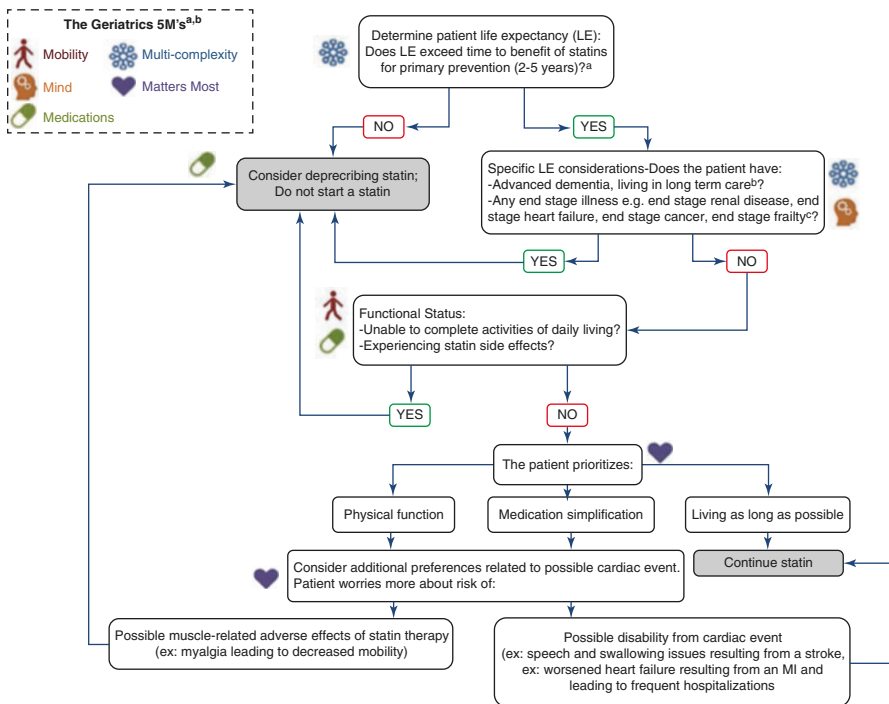 The Geriatrics 5M's^a,b
Mobility
Multi-complexity
Mind
Matters Most
Medications
Determine patient life expectancy (LE):
Does LE exceed time to benefit of statins
for primary prevention (2-5 years)?^a
NO
YES
Consider deprecribing statin;
Do not start a statin
Specific LE considerations-Does the patient have:
-Advanced dementia, living in long term care^b?
-Any end stage illness e.g. end stage renal disease, end
stage heart failure, end stage cancer, end stage frailty^c?
YES
NO
Functional Status:
-Unable to complete activities of daily living?
-Experiencing statin side effects?
YES
NO
The patient prioritizes:
Physical function
Medication simplification
Living as long as possible
Consider additional preferences related to possible cardiac event.
Patient worries more about risk of:
Continue statin
Possible muscle-related adverse effects of statin therapy
(ex: myalgia leading to decreased mobility)
Possible disability from cardiac event
(ex: speech and swallowing issues resulting from a stroke,
ex: worsened heart failure resulting from an MI and
leading to frequent hospitalizations